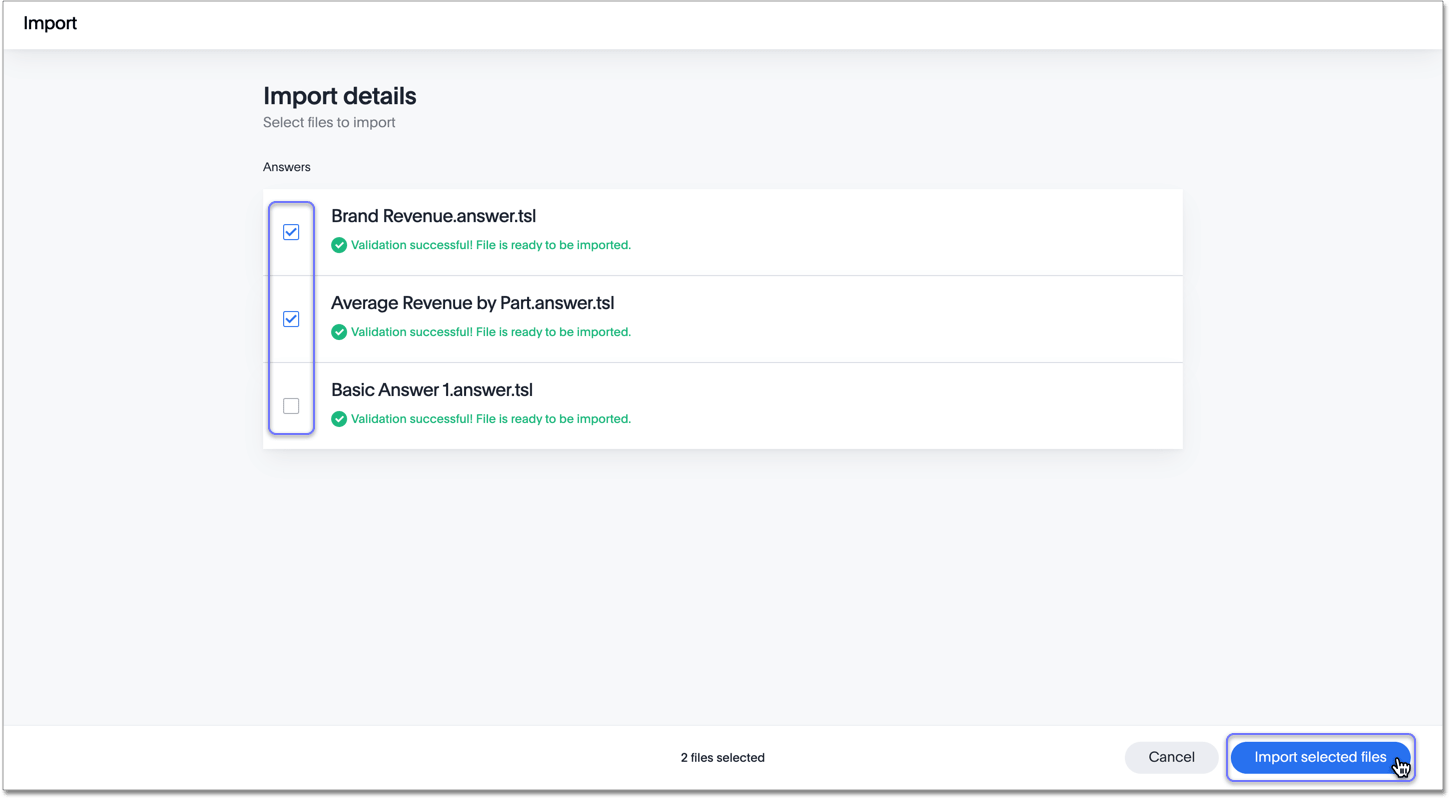 Import
Import details
Select files to import
Answers
Brand Revenue.answer.tsl
Validation successful! File is ready to be imported.
Average Revenue by Part.answer.tsl
Validation successful! File is ready to be imported.
Basic Answer 1.answer.tsl
Validation successful! File is ready to be imported.
2 files selected
Cancel
Import selected files